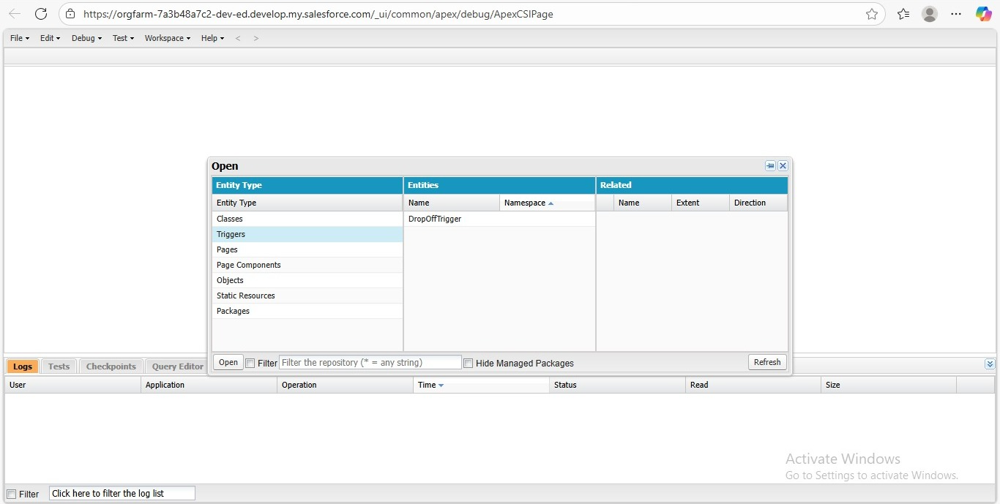 https://orgfarm-7a3b48a7c2-dev-ed.develop.my.salesforce.com/_ui/common/apex/debug/ApexCSIPage
File Edit Debug Test Workspace Help < >
Open
Entity Type Entities Related
Entity Type Name Namespace Name Extent Direction
Classes DropOffTrigger
Triggers
Pages
Page Components
Objects
Static Resources
Packages
Open Filter Filter the repository (* = any string) Hide Managed Packages Refresh
Logs Tests Checkpoints Query Editor
User Application Operation Time Status Read Size
Activate Windows
Go to Settings to activate Windows.
Filter Click here to filter the log list